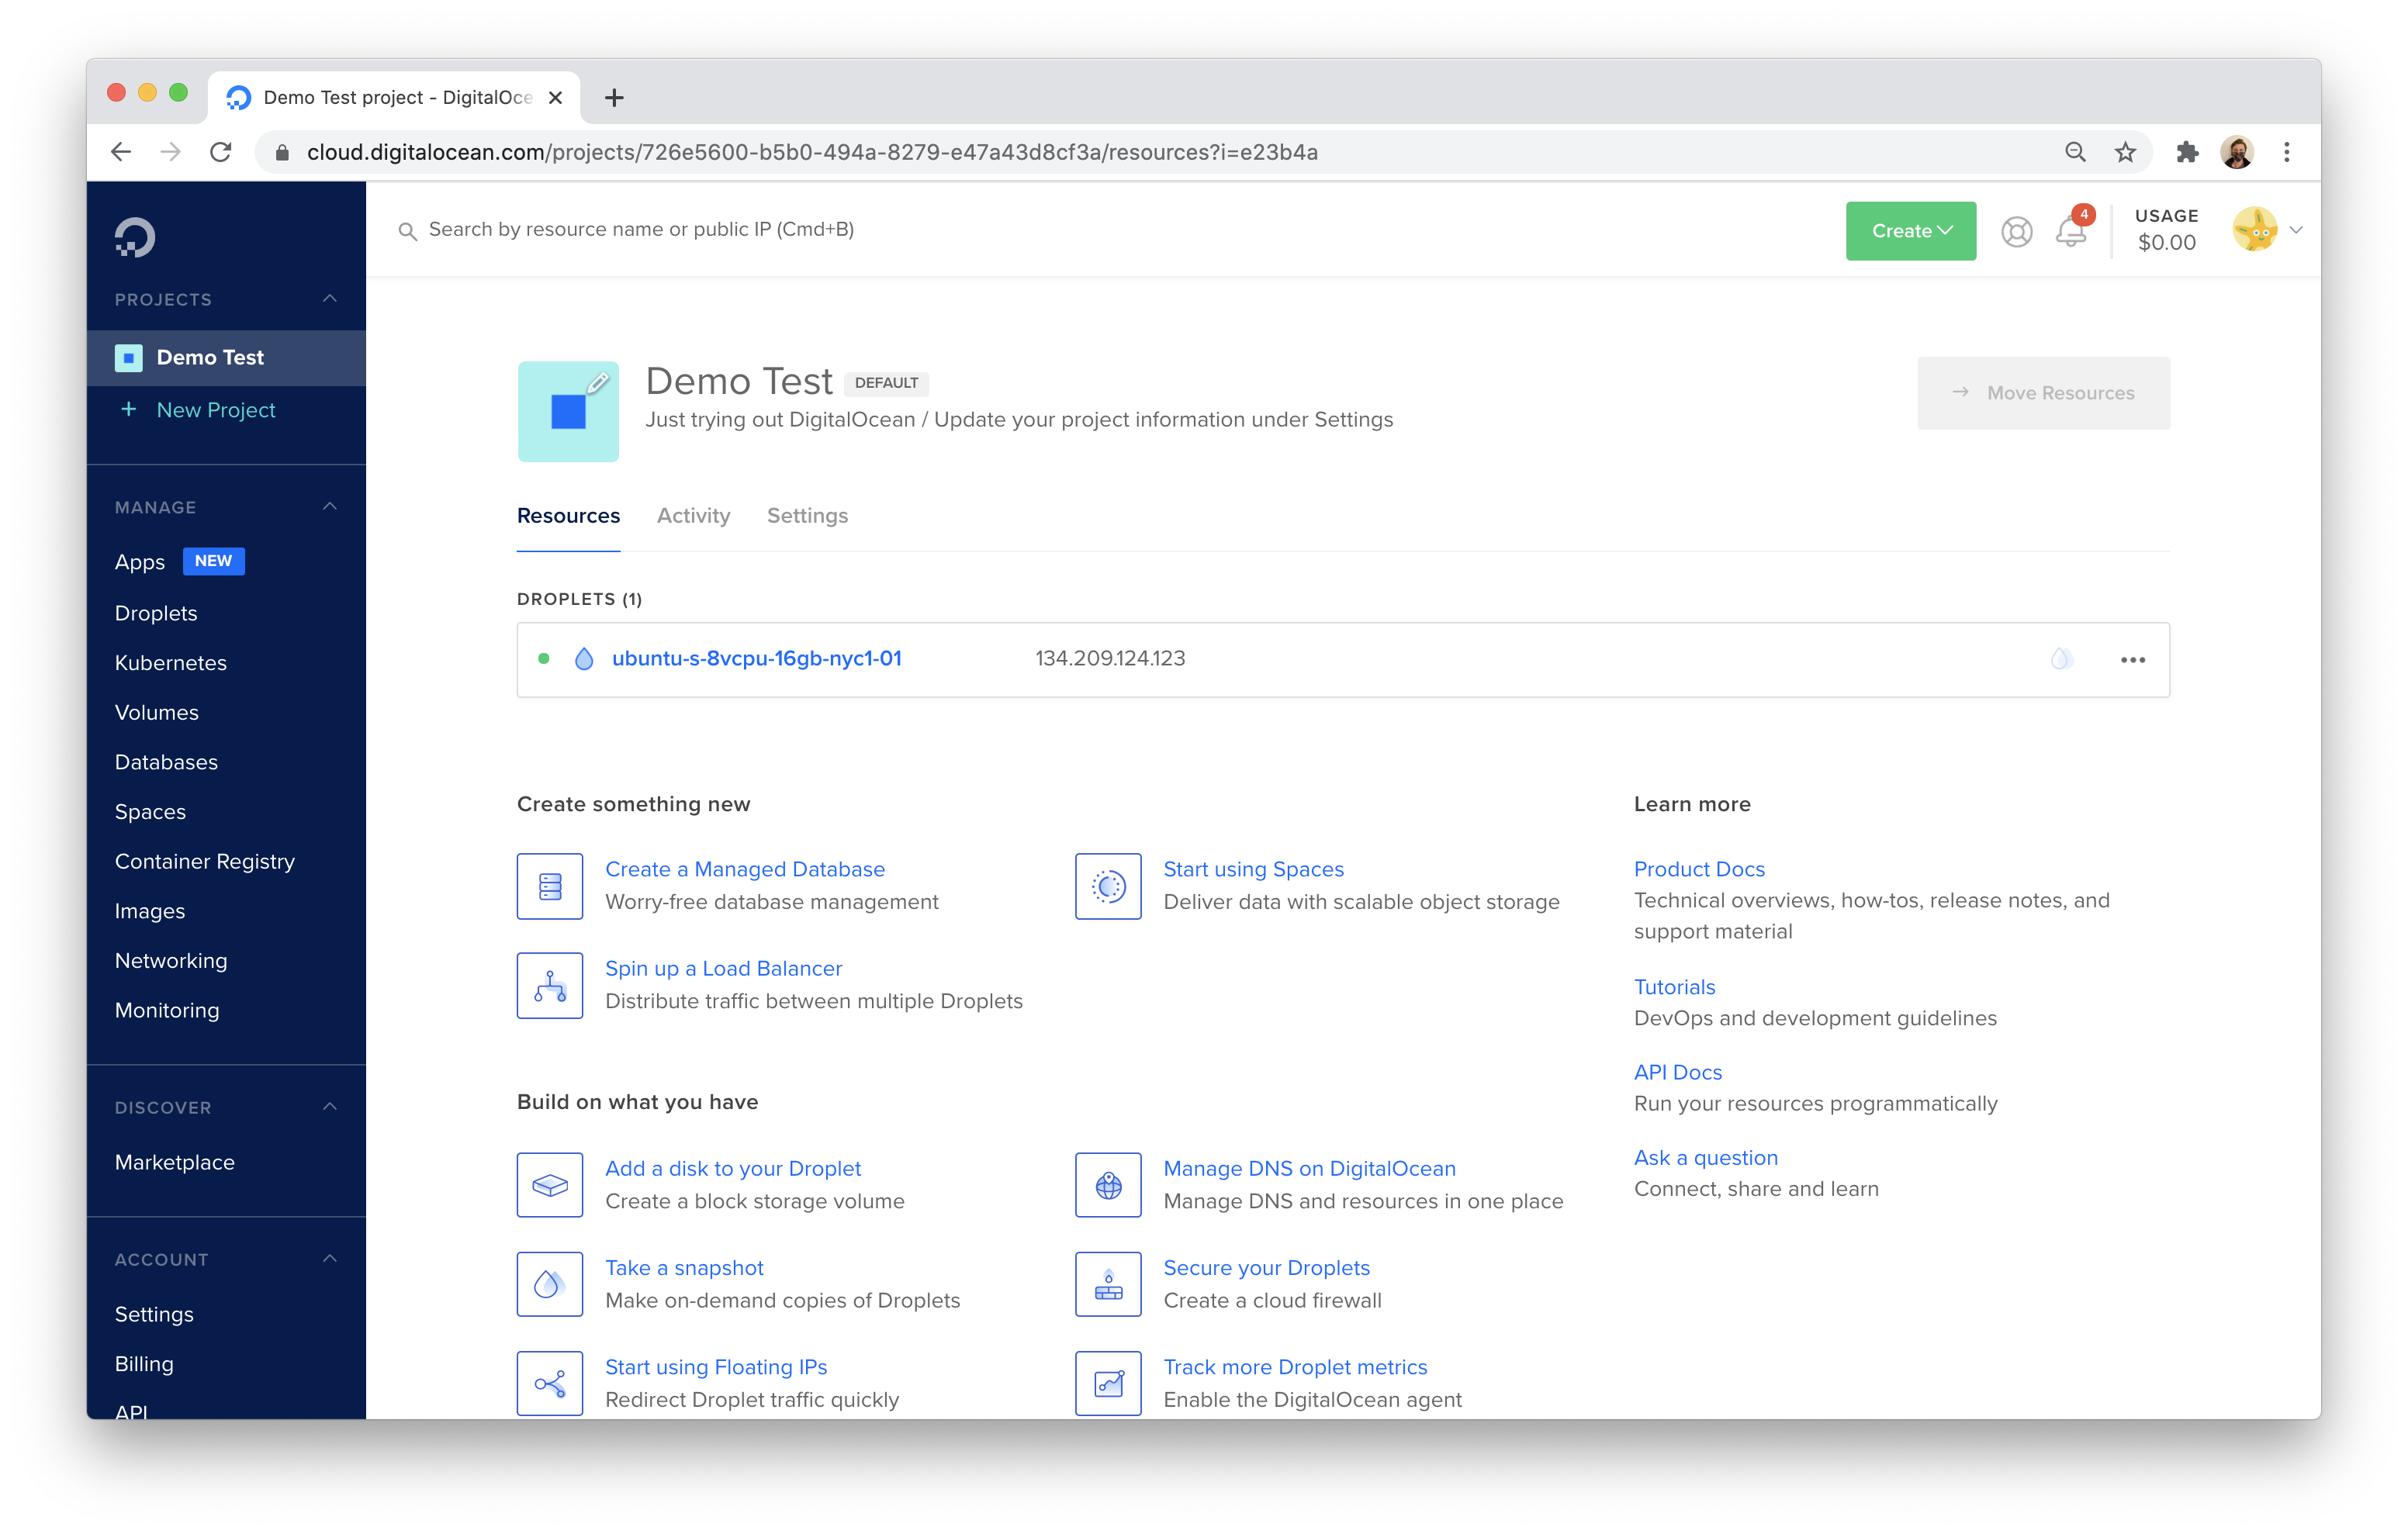 Demo Test project - DigitalOce
cloud.digitalocean.com/projects/726e5600-b5b0-494a-8279-e47a43d8cf3a/resources?i=e23b4a
Search by resource name or public IP (Cmd+B)
Create
4
USAGE
$0.00
PROJECTS
Demo Test
+ New Project
MANAGE
Apps NEW
Droplets
Kubernetes
Volumes
Databases
Spaces
Container Registry
Images
Networking
Monitoring
DISCOVER
Marketplace
ACCOUNT
Settings
Billing
API
Demo Test DEFAULT
Just trying out DigitalOcean / Update your project information under Settings
→ Move Resources
Resources Activity Settings
DROPLETS (1)
ubuntu-s-8vcpu-16gb-nyc1-01 134.209.124.123
Create something new
Create a Managed Database
Worry-free database management
Start using Spaces
Deliver data with scalable object storage
Spin up a Load Balancer
Distribute traffic between multiple Droplets
Build on what you have
Add a disk to your Droplet
Create a block storage volume
Manage DNS on DigitalOcean
Manage DNS and resources in one place
Take a snapshot
Make on-demand copies of Droplets
Secure your Droplets
Create a cloud firewall
Start using Floating IPs
Redirect Droplet traffic quickly
Track more Droplet metrics
Enable the DigitalOcean agent
Learn more
Product Docs
Technical overviews, how-tos, release notes, and
support material
Tutorials
DevOps and development guidelines
API Docs
Run your resources programmatically
Ask a question
Connect, share and learn